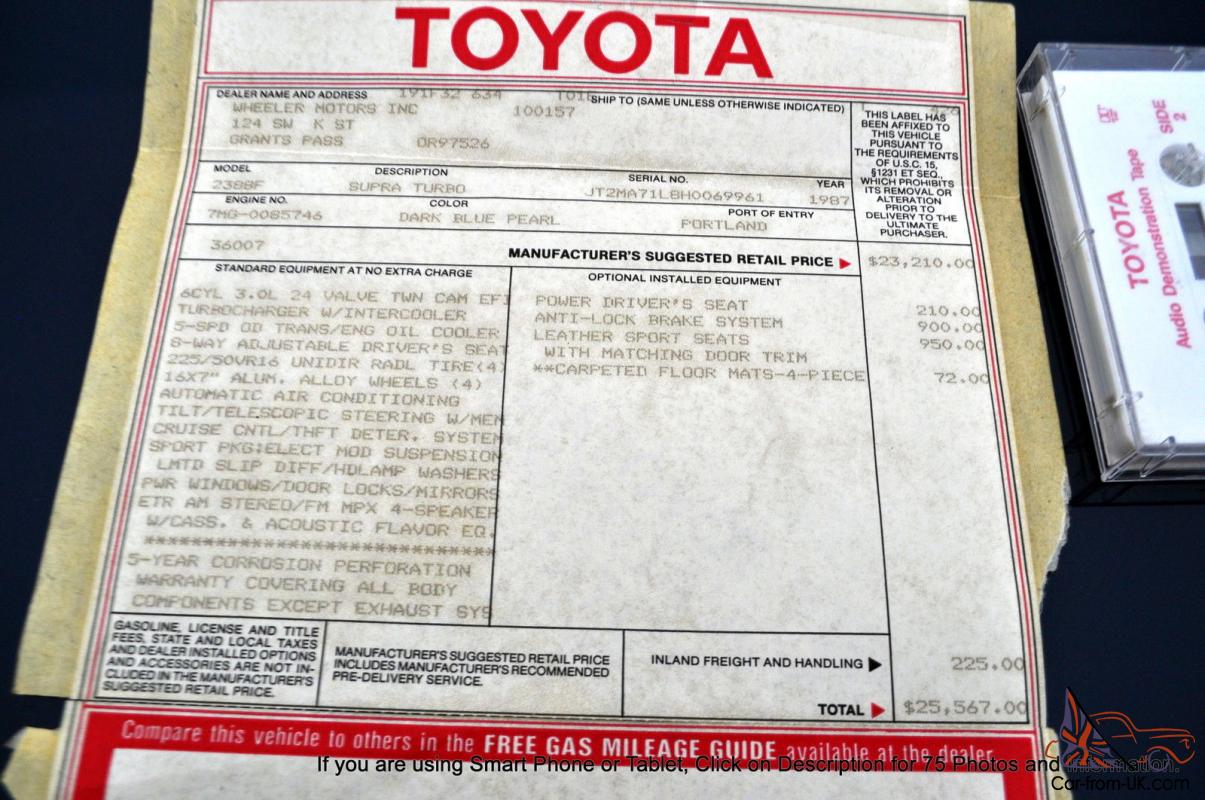 TOYOTA
DEALER NAME AND ADDRESS
191F32 634
SHIP TO (SAME UNLESS OTHERWISE INDICATED)
WHEELER MOTORS INC 100157
124 SW K ST
GRANTS PASS OR97526
THIS LABEL HAS
BEEN AFFIXED TO
THIS VEHICLE
PURSUANT TO
THE REQUIREMENTS
OF U.S.C. 15,
§1231 ET SEQ.,
WHICH PROHIBITS
ITS REMOVAL OR
ALTERATION
PRIOR TO
DELIVERY TO THE
ULTIMATE
PURCHASER.
MODEL DESCRIPTION SERIAL NO. YEAR
2388F SUPRA TURBO JT2MA71L8H0069961 1987
ENGINE NO. COLOR PORT OF ENTRY
7MG-0085746 DARK BLUE PEARL PORTLAND
36007 MANUFACTURER'S SUGGESTED RETAIL PRICE $23,210.00
STANDARD EQUIPMENT AT NO EXTRA CHARGE
6CYL 3.0L 24 VALVE TWN CAM EFI
TURBOCHARGER W/INTERCOOLER
5-SPD OD TRANS/ENG OIL COOLER
8-WAY ADJUSTABLE DRIVER'S SEAT
225/50VR16 UNIDIR RADL TIRE(4)
16X7" ALUM. ALLOY WHEELS (4)
AUTOMATIC AIR CONDITIONING
TILT/TELESCOPIC STEERING W/MEM
CRUISE CNTL/THFT DETER. SYSTEM
SPORT PKG:ELECT MOD SUSPENSION
LMTD SLIP DIFF/HDLAMP WASHERS
PWR WINDOWS/DOOR LOCKS/MIRRORS
ETR AM STERED/FM MPX 4-SPEAKER
W/CASS. & ACOUSTIC FLAVOR EQ.
******************************
5-YEAR CORROSION PERFORATION
WARRANTY COVERING ALL BODY
COMPONENTS EXCEPT EXHAUST SYS
OPTIONAL INSTALLED EQUIPMENT
POWER DRIVER'S SEAT 210.00
ANTI-LOCK BRAKE SYSTEM 900.00
LEATHER SPORT SEATS 950.00
WITH MATCHING DOOR TRIM
**CARPETED FLOOR MATS-4-PIECE 72.00
GASOLINE, LICENSE AND TITLE
FEES, STATE AND LOCAL TAXES
AND DEALER INSTALLED OPTIONS
AND ACCESSORIES ARE NOT IN-
CLUDED IN THE MANUFACTURER'S
SUGGESTED RETAIL PRICE.
MANUFACTURER'S SUGGESTED RETAIL PRICE
INCLUDES MANUFACTURER'S RECOMMENDED
PRE-DELIVERY SERVICE.
INLAND FREIGHT AND HANDLING 225.00
TOTAL $25,567.00
Compare this vehicle to others in the FREE GAS MILEAGE GUIDE available at the dealer.
TOYOTA
Audio Demonstration Tape
SIDE
2
If you are using Smart Phone or Tablet, Click on Description for 75 Photos and information.
Car-from-UK.com